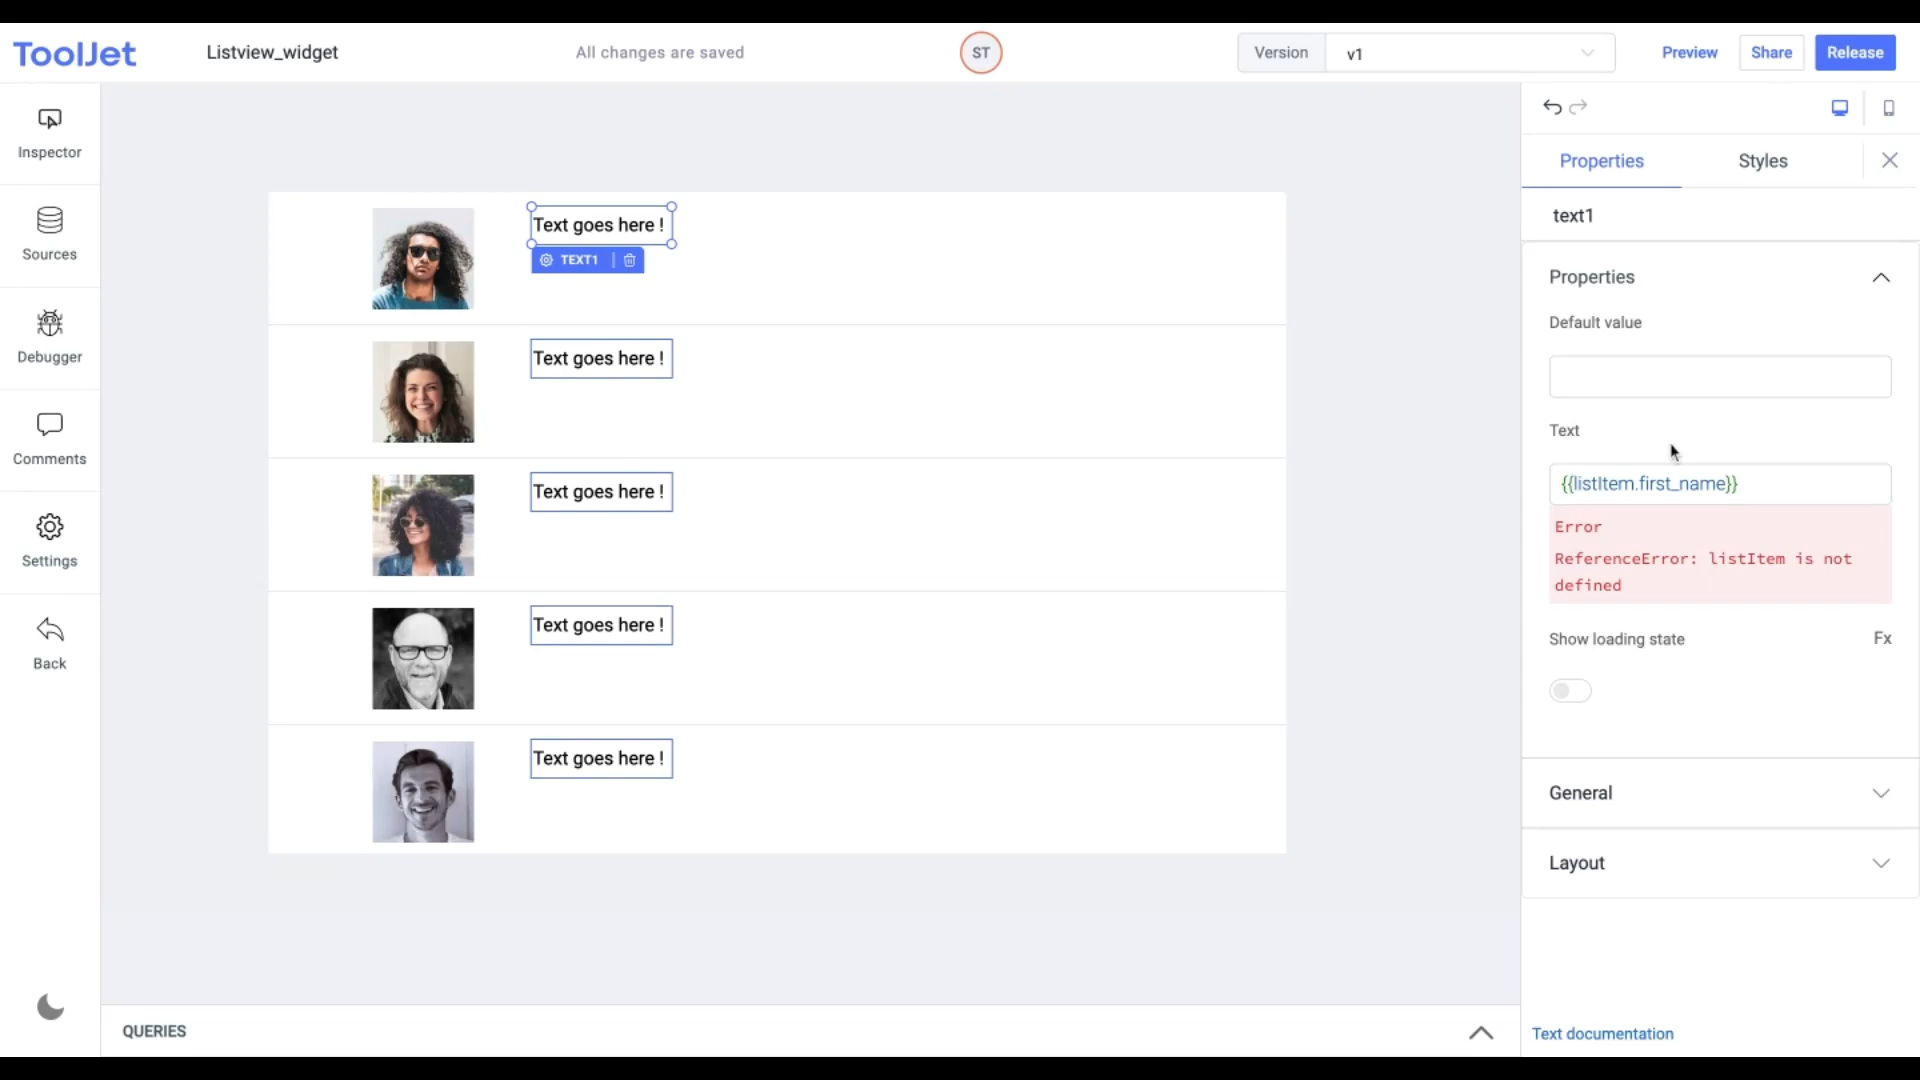 ToolJet
Listview_widget
All changes are saved
ST
Version
v1
Preview
Share
Release
Inspector
Sources
Debugger
Comments
Settings
Back
Text goes here !
TEXT1
Text goes here !
Text goes here !
Text goes here !
Text goes here !
QUERIES
Properties
Styles
text1
Properties
Default value
Text
{{listItem.first_name}}
Error
ReferenceError: listItem is not
defined
Show loading state
Fx
General
Layout
Text documentation